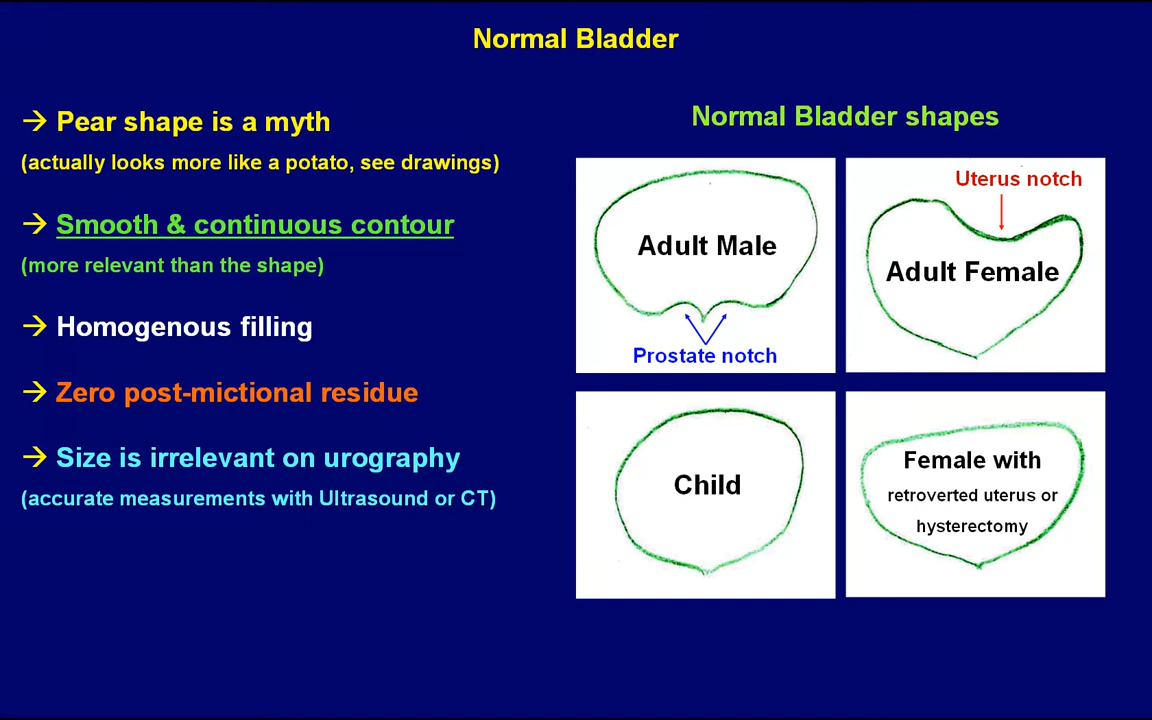 Normal Bladder
→ Pear shape is a myth
(actually looks more like a potato, see drawings)
→ Smooth & continuous contour
(more relevant than the shape)
→ Homogenous filling
→ Zero post-mictional residue
→ Size is irrelevant on urography
(accurate measurements with Ultrasound or CT)
Normal Bladder shapes
Adult Male
Prostate notch
Uterus notch
Adult Female
Child
Female with
retroverted uterus or
hysterectomy